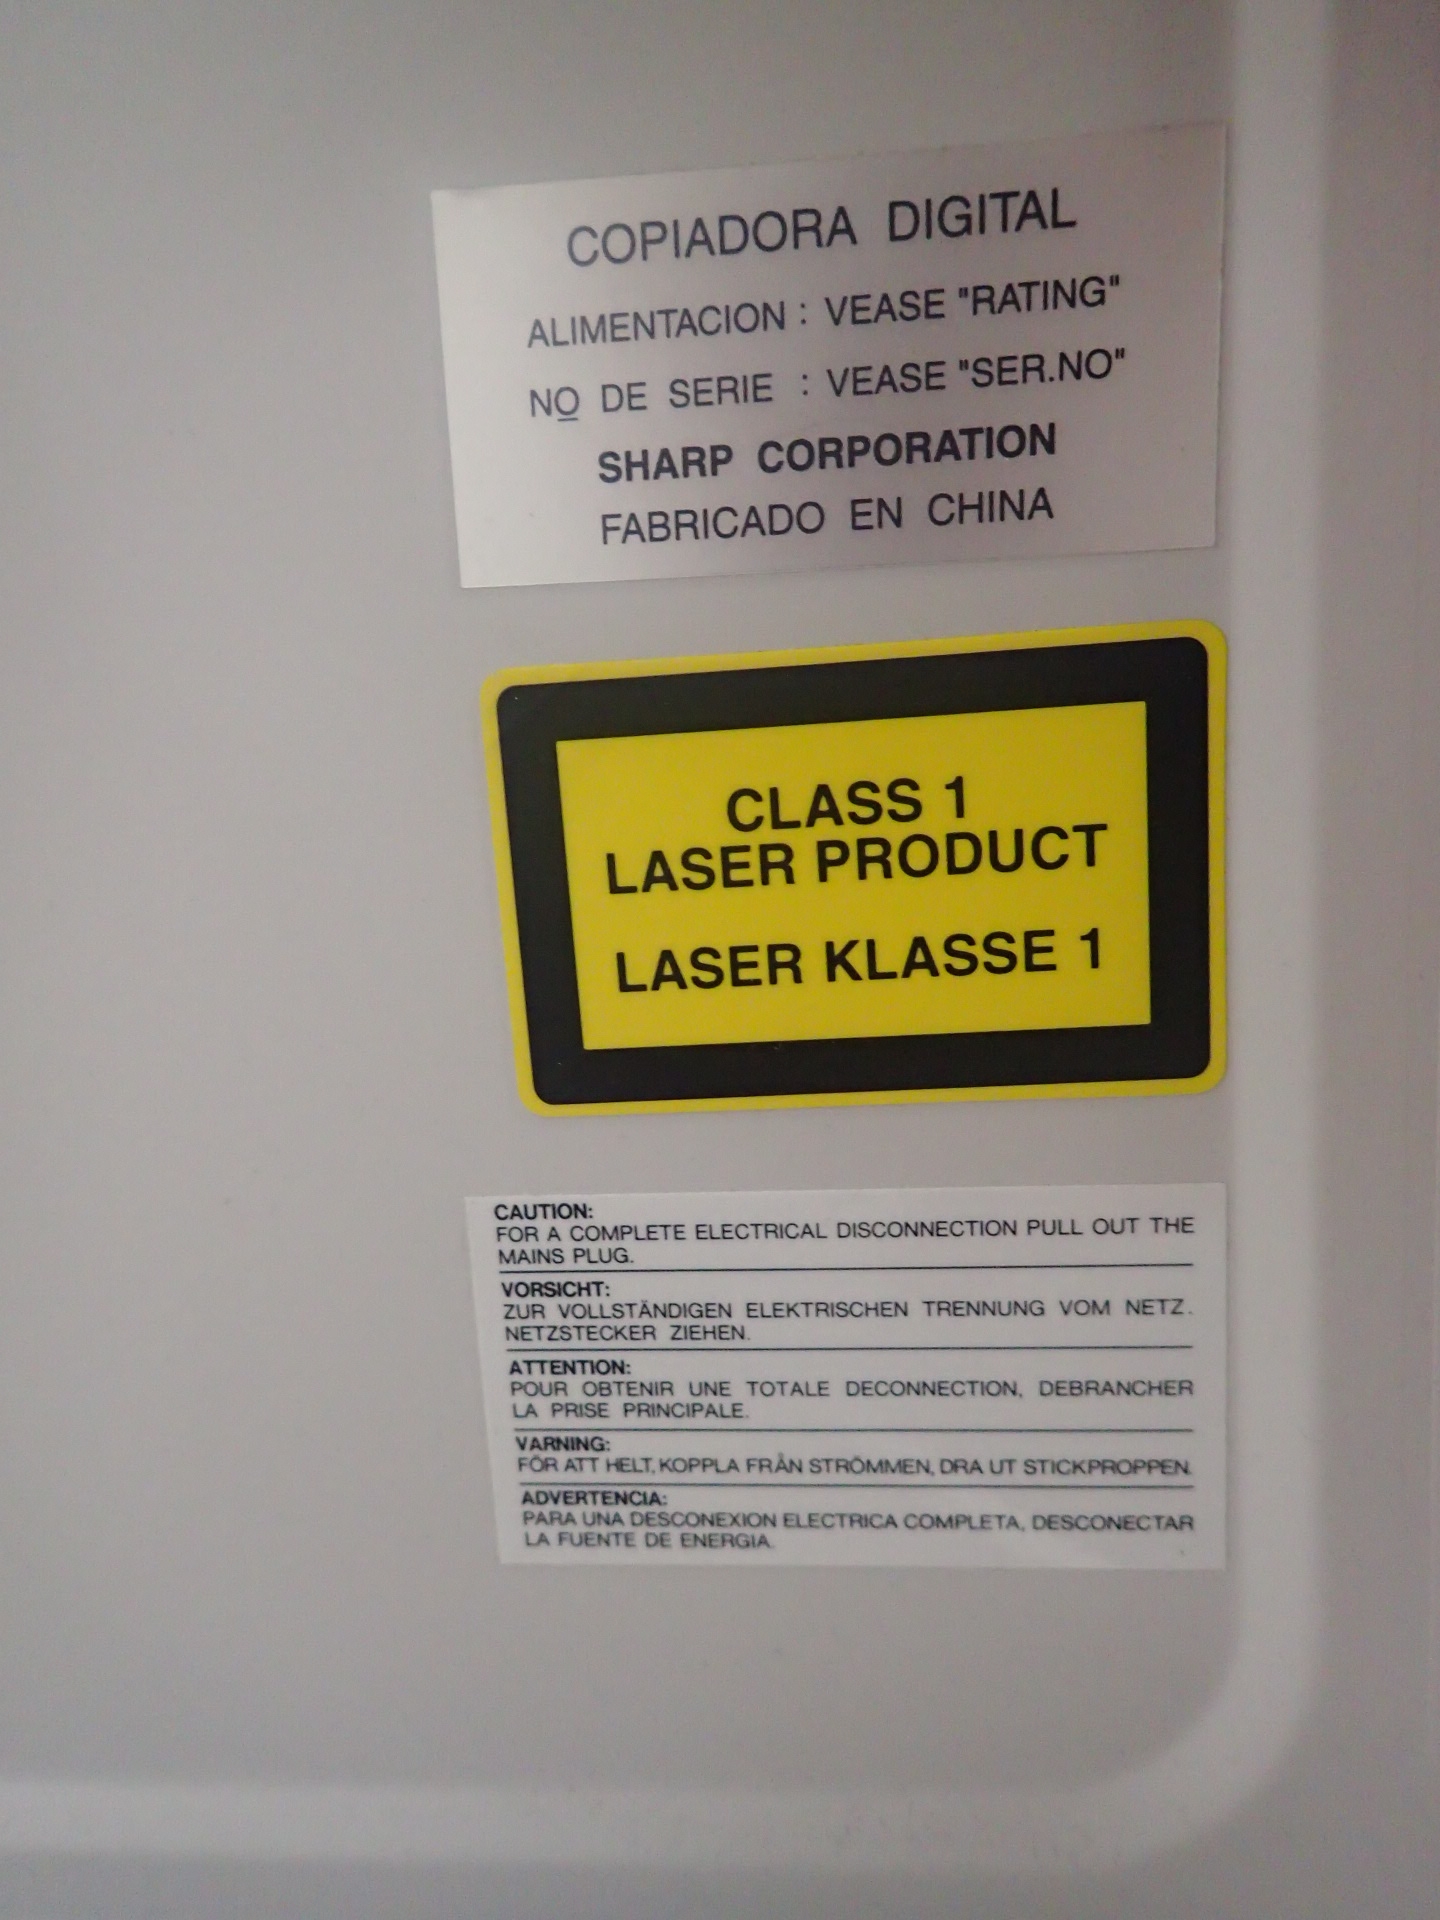 COPIADORA DIGITAL
ALIMENTACION : VEASE "RATING"
NO DE SERIE : VEASE "SER.NO"
SHARP CORPORATION
FABRICADO EN CHINA
CLASS 1
LASER PRODUCT
LASER KLASSE 1
CAUTION:
FOR A COMPLETE ELECTRICAL DISCONNECTION PULL OUT THE
MAINS PLUG.
VORSICHT:
ZUR VOLLSTÄNDIGEN ELEKTRISCHEN TRENNUNG VOM NETZ.
NETZSTECKER ZIEHEN.
ATTENTION:
POUR OBTENIR UNE TOTALE DECONNECTION, DEBRANCHER
LA PRISE PRINCIPALE.
VARNING:
FÖR ATT HELT, KOPPLA FRÅN STRÖMMEN, DRA UT STICKPROPPEN.
ADVERTENCIA:
PARA UNA DESCONEXION ELECTRICA COMPLETA, DESCONECTAR
LA FUENTE DE ENERGIA.